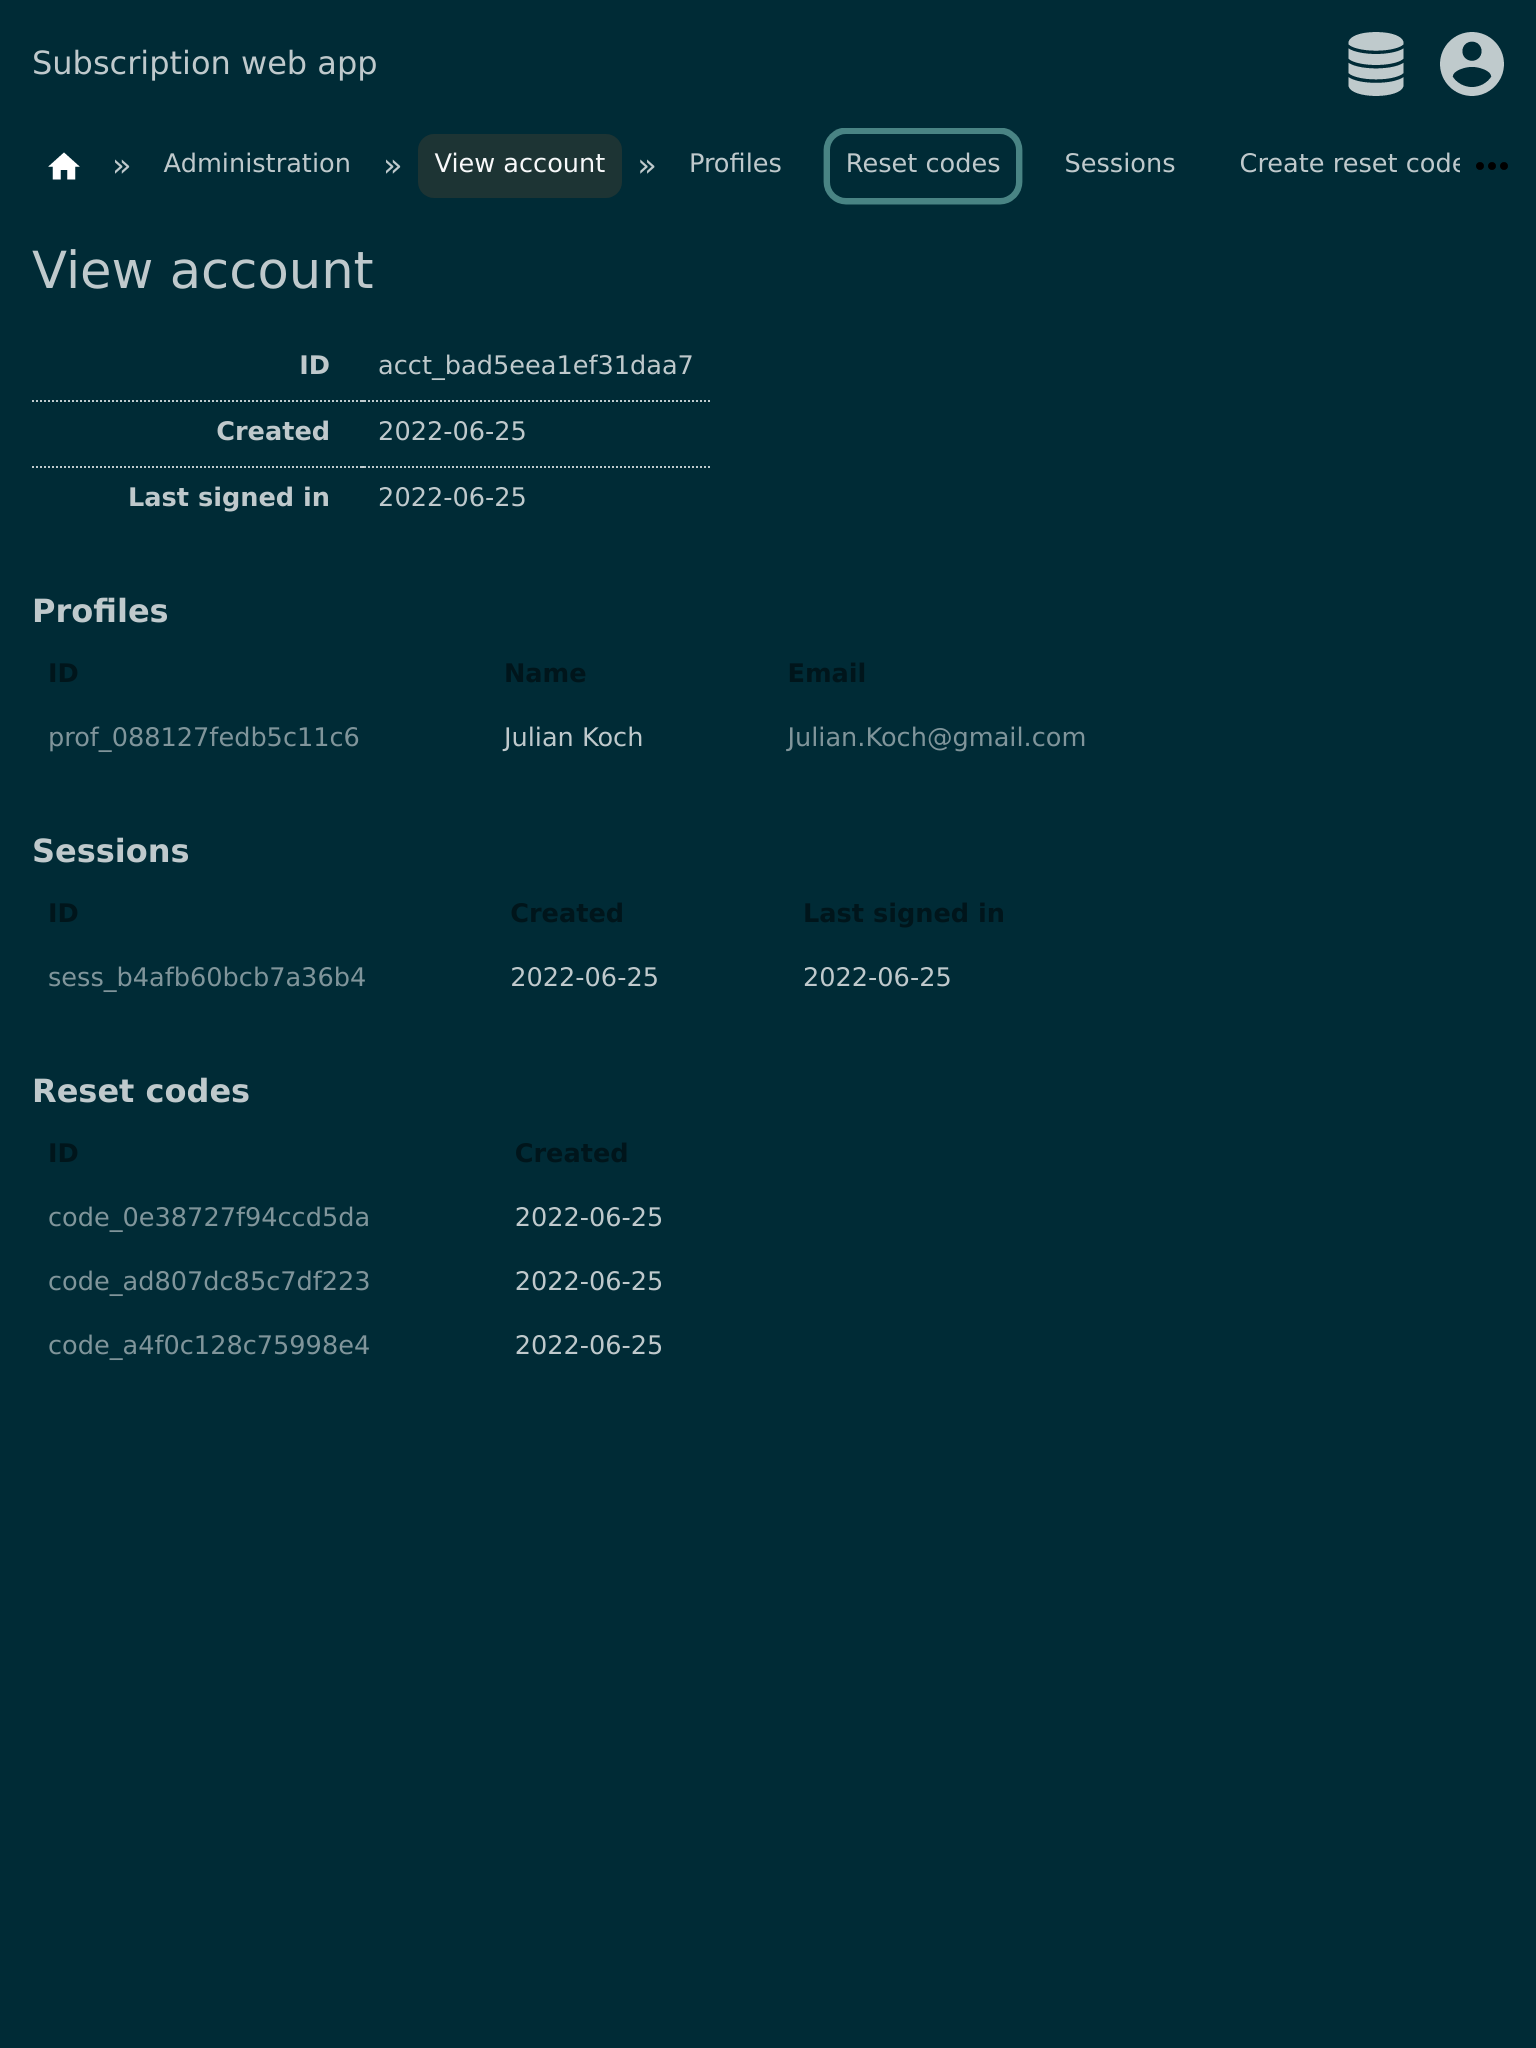 Subscription web app
» Administration » View account » Profiles Reset codes Sessions Create reset code •••
View account
ID acct_bad5eea1ef31daa7
Created 2022-06-25
Last signed in 2022-06-25
Profiles
ID Name Email
prof_088127fedb5c11c6 Julian Koch Julian.Koch@gmail.com
Sessions
ID Created Last signed in
sess_b4afb60bcb7a36b4 2022-06-25 2022-06-25
Reset codes
ID Created
code_0e38727f94ccd5da 2022-06-25
code_ad807dc85c7df223 2022-06-25
code_a4f0c128c75998e4 2022-06-25